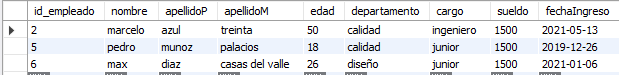 id_empleado nombre apellidoP apellidoM edad departamento cargo sueldo fechaIngreso
2 marcelo azul treinta 50 calidad ingeniero 1500 2021-05-13
5 pedro munoz palacios 18 calidad junior 1500 2019-12-26
6 max diaz casas del valle 26 diseño junior 1500 2021-01-06